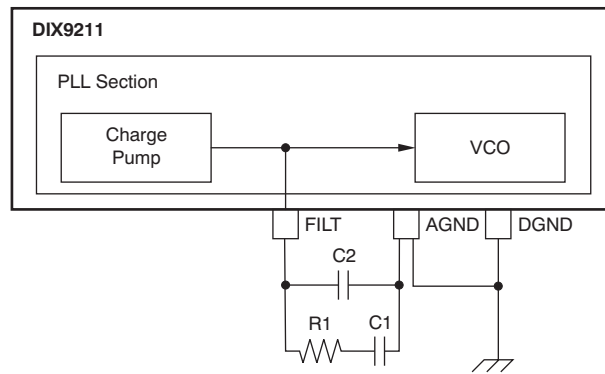 DIX9211
PLL Section
Charge
Pump
VCO
FILT
AGND
DGND
C2
R1
C1